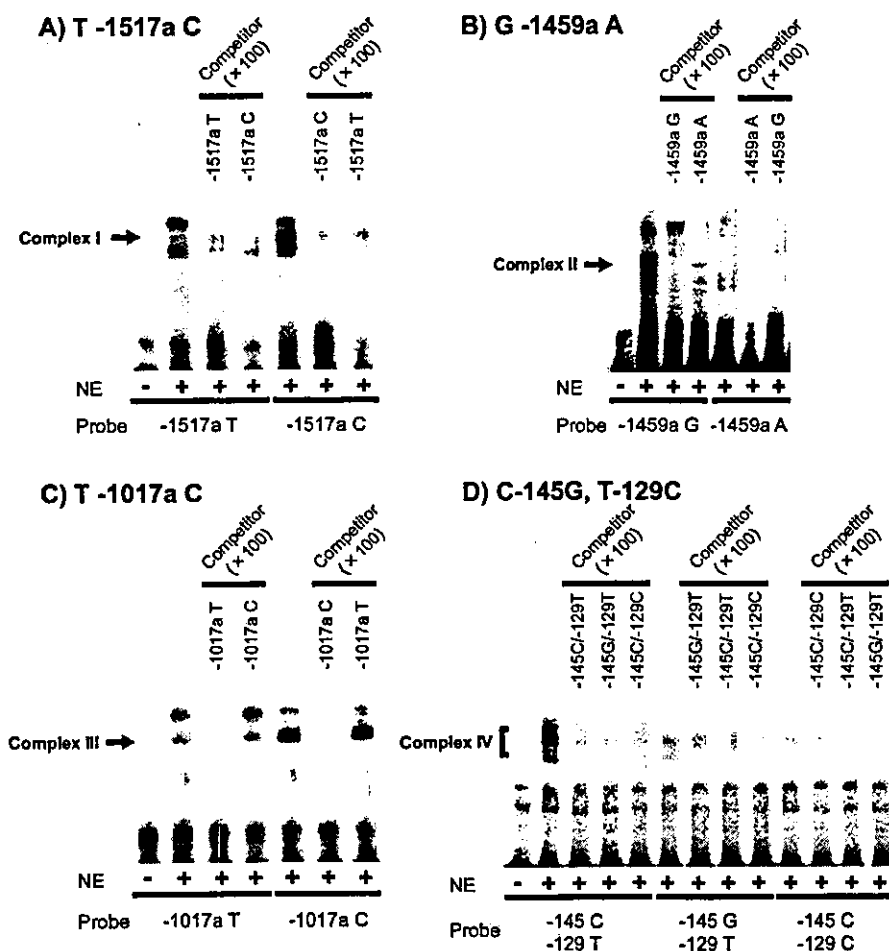 A) T -1517a C
Competitor
(×100)
Competitor
(×100)
-1517a T
-1517a C
-1517a C
-1517a T
Complex I
NE - + + + + + +
Probe -1517a T -1517a C
B) G -1459a A
Competitor
(×100)
Competitor
(×100)
-1459a G
-1459a A
-1459a A
-1459a G
Complex II
NE - + + + + + +
Probe -1459a G -1459a A
C) T -1017a C
Competitor
(×100)
Competitor
(×100)
-1017a T
-1017a C
-1017a C
-1017a T
Complex III
NE - + + + + + +
Probe -1017a T -1017a C
D) C-145G, T-129C
Competitor
(×100)
Competitor
(×100)
Competitor
(×100)
-145C/-129T
-145G/-129T
-145C/-129C
-145G/-129T
-145C/-129T
-145C/-129C
-145C/-129C
-145C/-129T
-145G/-129T
Complex IV
NE - + + + + + + + + + + + +
Probe -145 C -145 G -145 C
-129 T -129 T -129 C